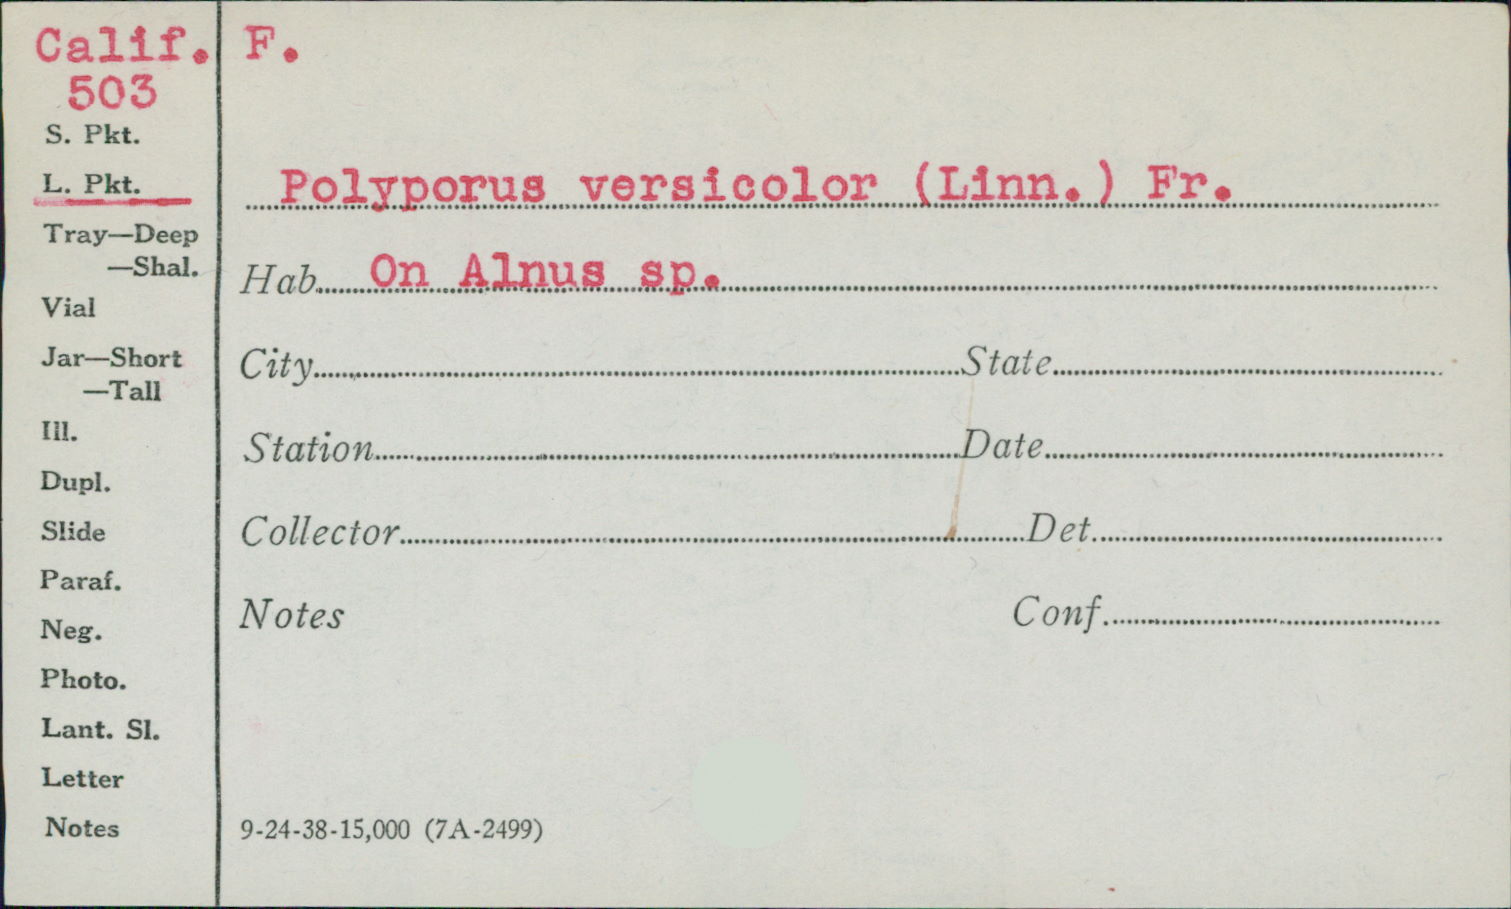 Calif. F.
503
S. Pkt.
L. Pkt.
Polyporus versicolor (Linn.) Fr.
Tray—Deep
—Shal.
Hab. On Alnus sp.
Vial
Jar—Short
—Tall
City State
Ill.
Station Date
Dupl.
Slide
Collector Det.
Paraf.
Neg.
Notes Conf.
Photo.
Lant. Sl.
Letter
Notes
9-24-38-15,000 (7A-2499)